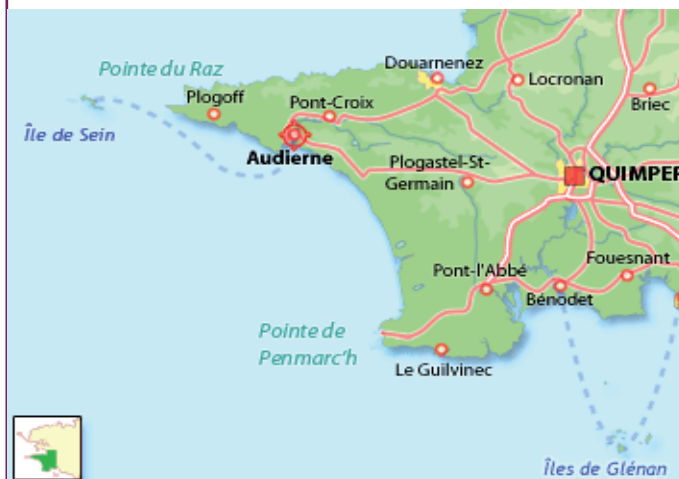 Douarnenez
Pointe du Raz
Locronan
Plogoff
Pont-Croix
Briec
Île de Sein
Audierne
Plogastel-St-
Germain
QUIMPER
Fouesnant
Pont-l'Abbé
Bénodet
Pointe de
Penmarc'h
Le Guilvinec
Îles de Glénan